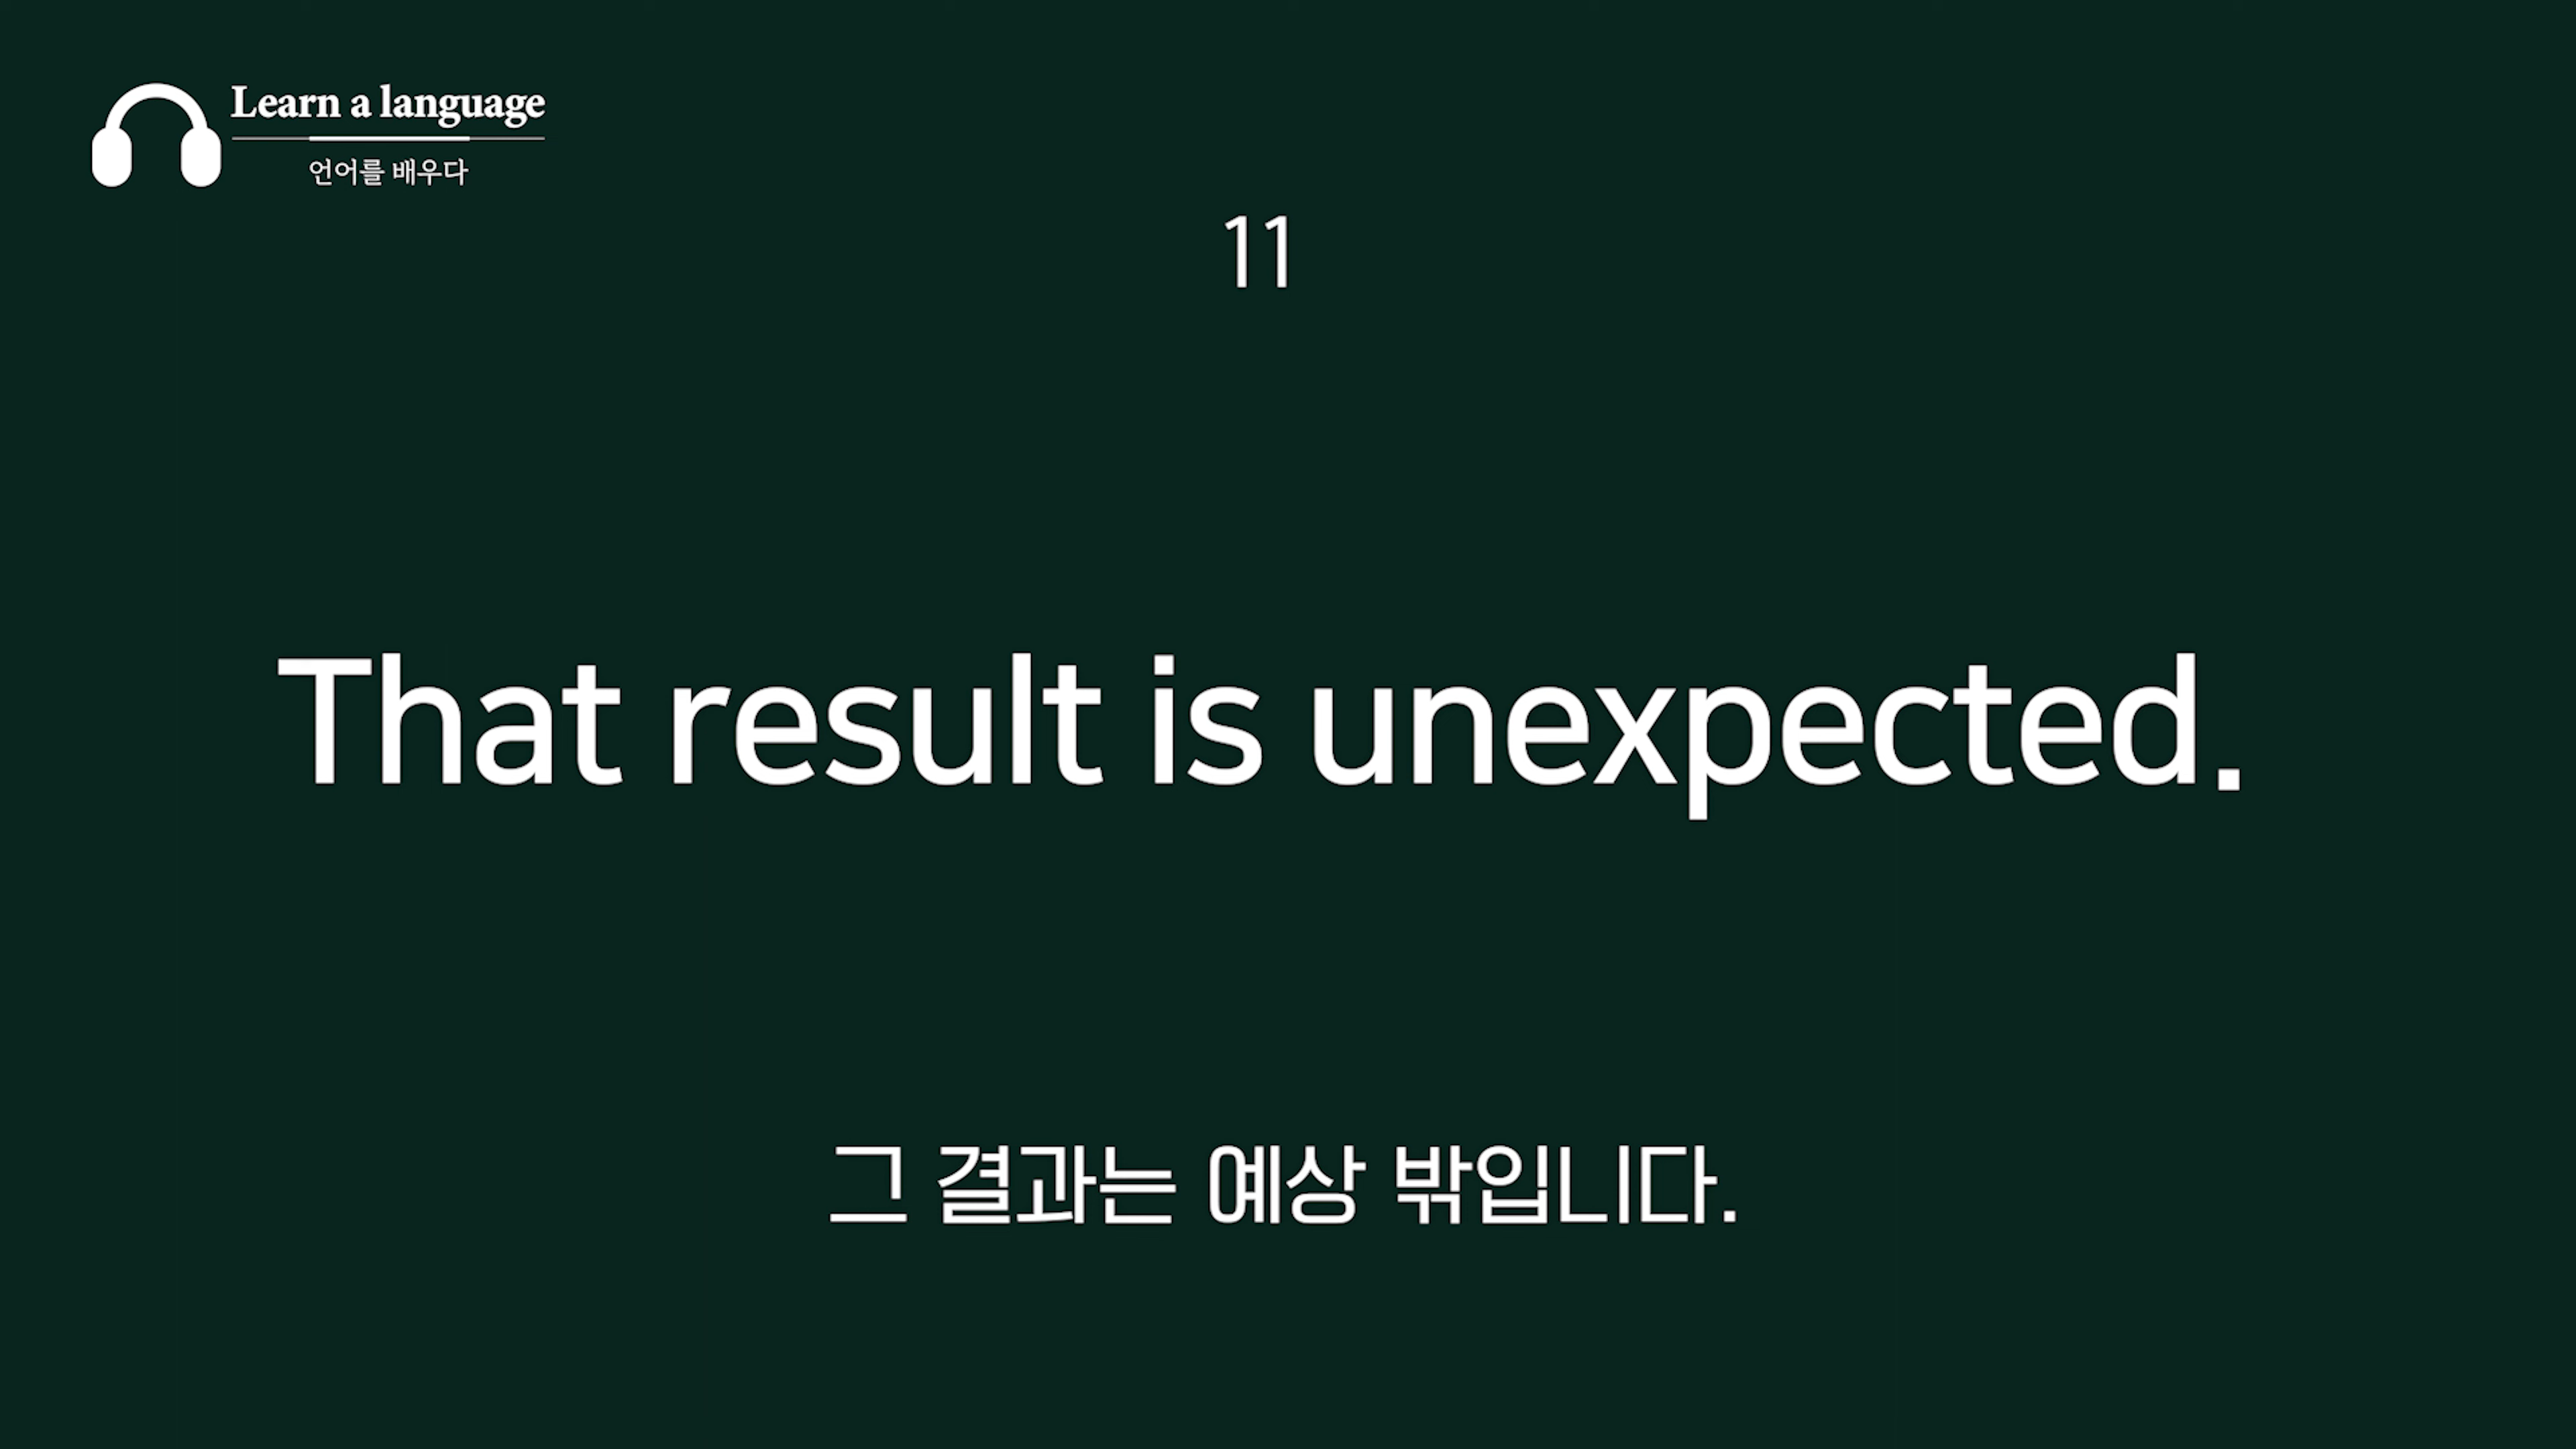 Learn a language
언어를 배우다
11
That result is unexpected.
그 결과는 예상 밖입니다.